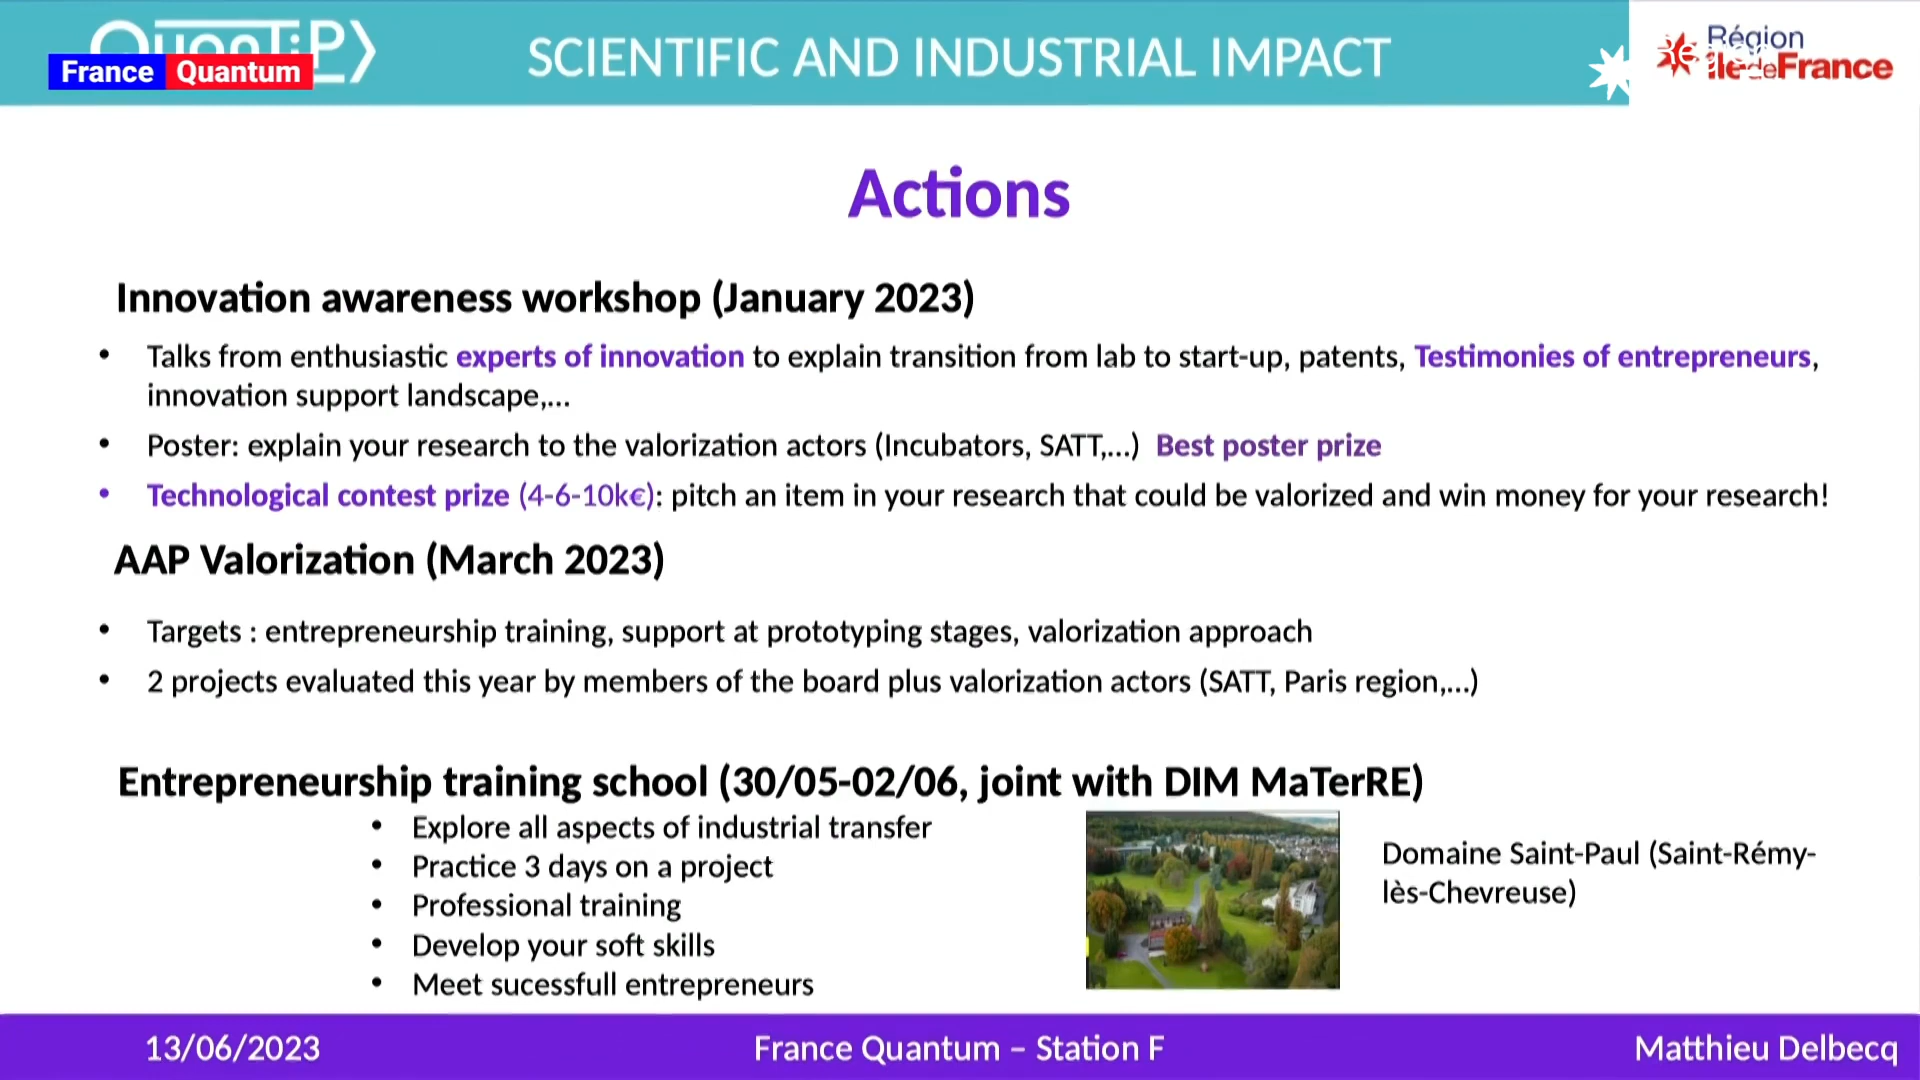 QuanTiP
France Quantum
SCIENTIFIC AND INDUSTRIAL IMPACT
Région
îledeFrance
Actions
Innovation awareness workshop (January 2023)
• Talks from enthusiastic experts of innovation to explain transition from lab to start-up, patents, Testimonies of entrepreneurs,
innovation support landscape,...
• Poster: explain your research to the valorization actors (Incubators, SATT,...) Best poster prize
• Technological contest prize (4-6-10k€): pitch an item in your research that could be valorized and win money for your research!
AAP Valorization (March 2023)
• Targets : entrepreneurship training, support at prototyping stages, valorization approach
• 2 projects evaluated this year by members of the board plus valorization actors (SATT, Paris region,...)
Entrepreneurship training school (30/05-02/06, joint with DIM MaTerRE)
• Explore all aspects of industrial transfer
• Practice 3 days on a project
• Professional training
• Develop your soft skills
• Meet sucessfull entrepreneurs
Domaine Saint-Paul (Saint-Rémy-
lès-Chevreuse)
13/06/2023
France Quantum – Station F
Matthieu Delbecq